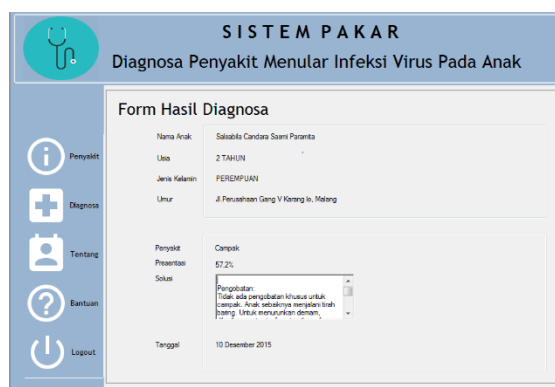 SISTEM PAKAR
Diagnosa Penyakit Menular Infeksi Virus Pada Anak
Form Hasil Diagnosa
Nama Anak Salsabila Candara Saemi Paramita
Usia 2 TAHUN
Jenis Kelamin PEREMPUAN
Umur Jl.Perusahaan Gang V Karang lo, Malang
Penyakit
Diagnosa
Tentang
Bantuan
Logout
Penyakit Campak
Presentasi 57.2%
Solusi
Pengobatan:
Tidak ada pengobatan khusus untuk
campak. Anak sebaiknya menjalani tirah
baring. Untuk menurunkan demam,
Tanggal 10 Desember 2015